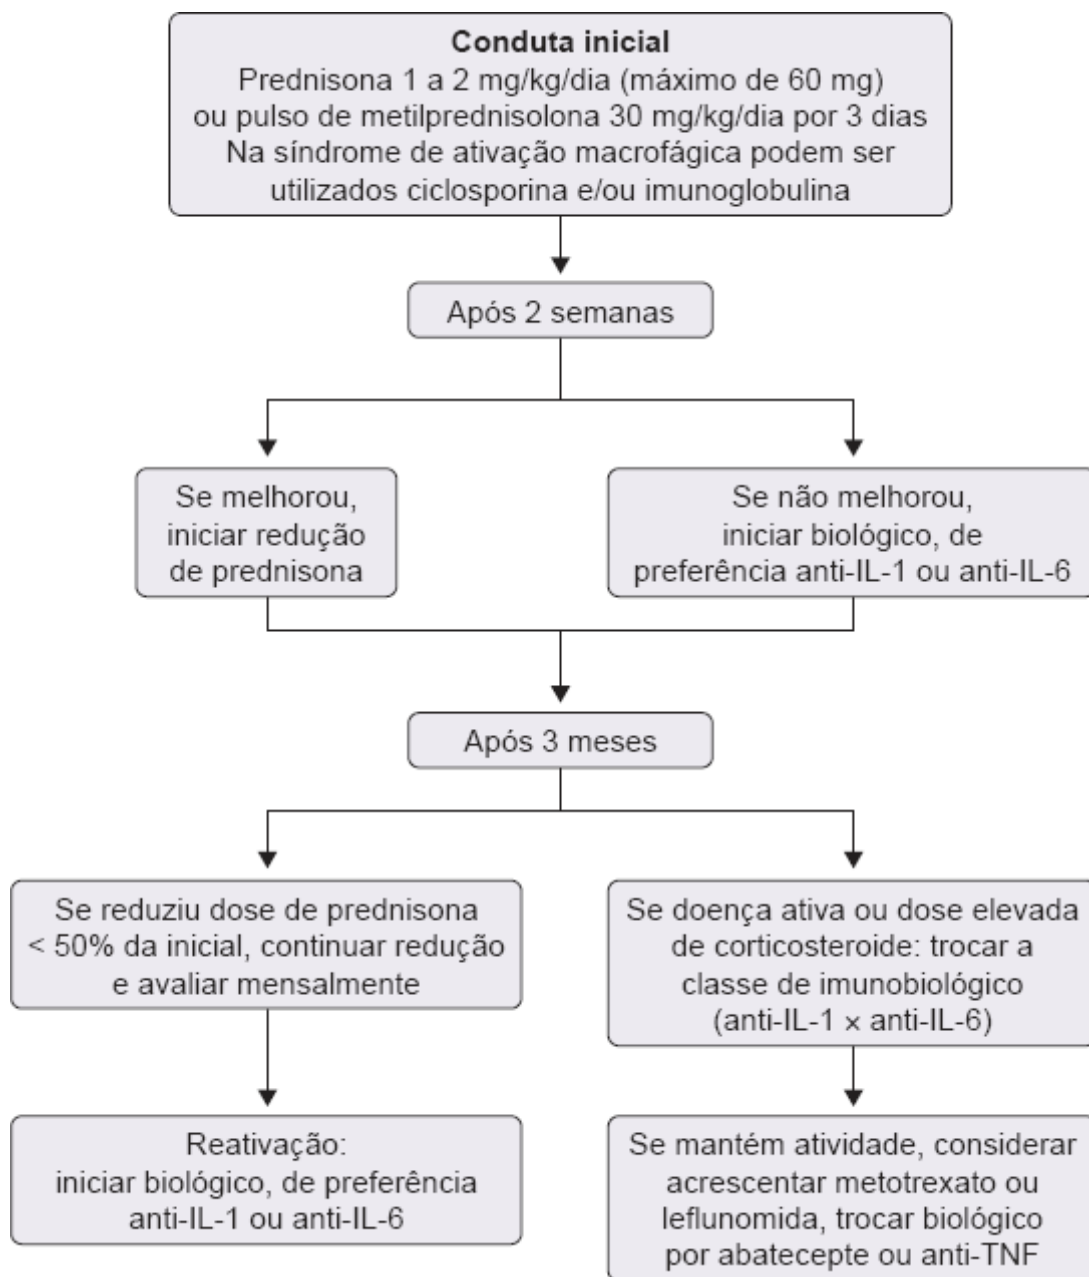 Conduta inicial
Prednisona 1 a 2 mg/kg/dia (máximo de 60 mg)
ou pulso de metilprednisolona 30 mg/kg/dia por 3 dias
Na síndrome de ativação macrofágica podem ser
utilizados ciclosporina e/ou imunoglobulina
Após 2 semanas
Se melhorou,
iniciar redução
de prednisona
Se não melhorou,
iniciar biológico, de
preferência anti-IL-1 ou anti-IL-6
Após 3 meses
Se reduziu dose de prednisona
< 50% da inicial, continuar redução
e avaliar mensalmente
Se doença ativa ou dose elevada
de corticosteroide: trocar a
classe de imunobiológico
(anti-IL-1 × anti-IL-6)
Reativação:
iniciar biológico, de preferência
anti-IL-1 ou anti-IL-6
Se mantém atividade, considerar
acrescentar metotrexato ou
leflunomida, trocar biológico
por abatecepte ou anti-TNF